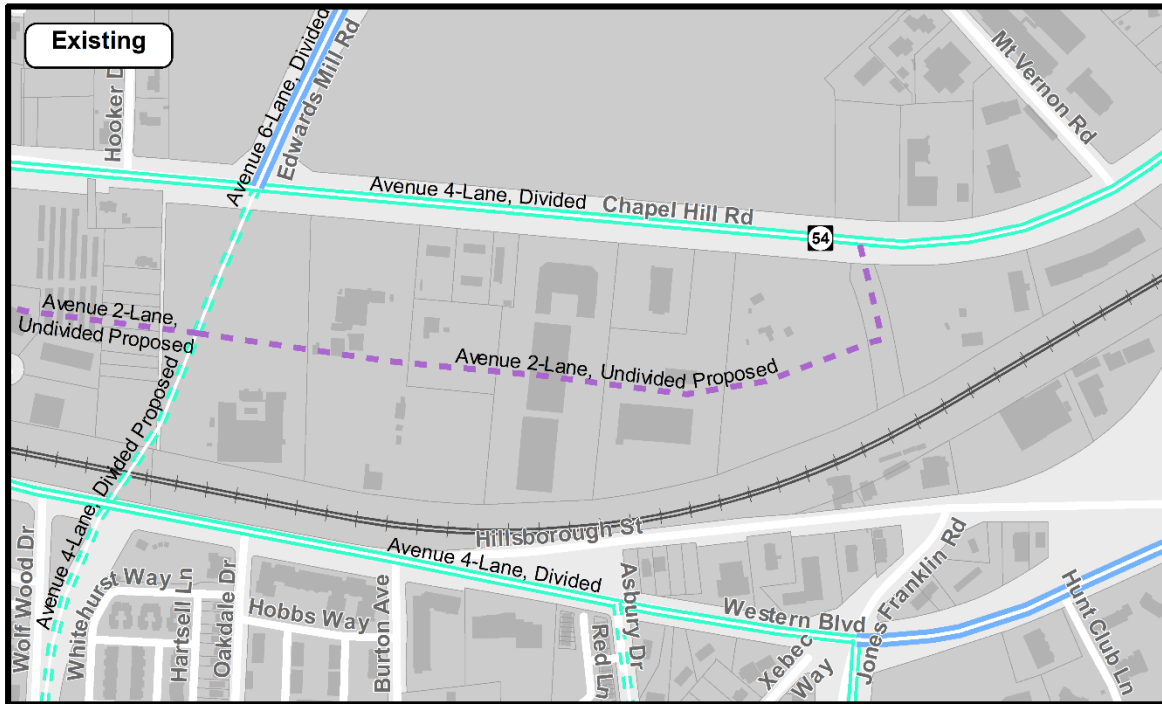 Existing
Hooker D
Avenue 6-Lane, Divided
Edwards Mill Rd
Mt Vernon Rd
Avenue 4-Lane, Divided
Chapel Hill Rd
54
Avenue 2-Lane,
Undivided Proposed
Avenue 2-Lane, Undivided Proposed
Avenue 4-Lane, Divided Proposed
Hillsborough St
Avenue 4-Lane, Divided
Wolf Wood Dr
Whitehurst Way
Hartsell Ln
Oakdale Dr
Hobbs Way
Burton Ave
Red Ln
Asbury Dr
Western Blvd
Xebec
Way
Jones Franklin Rd
Hunt Club Ln